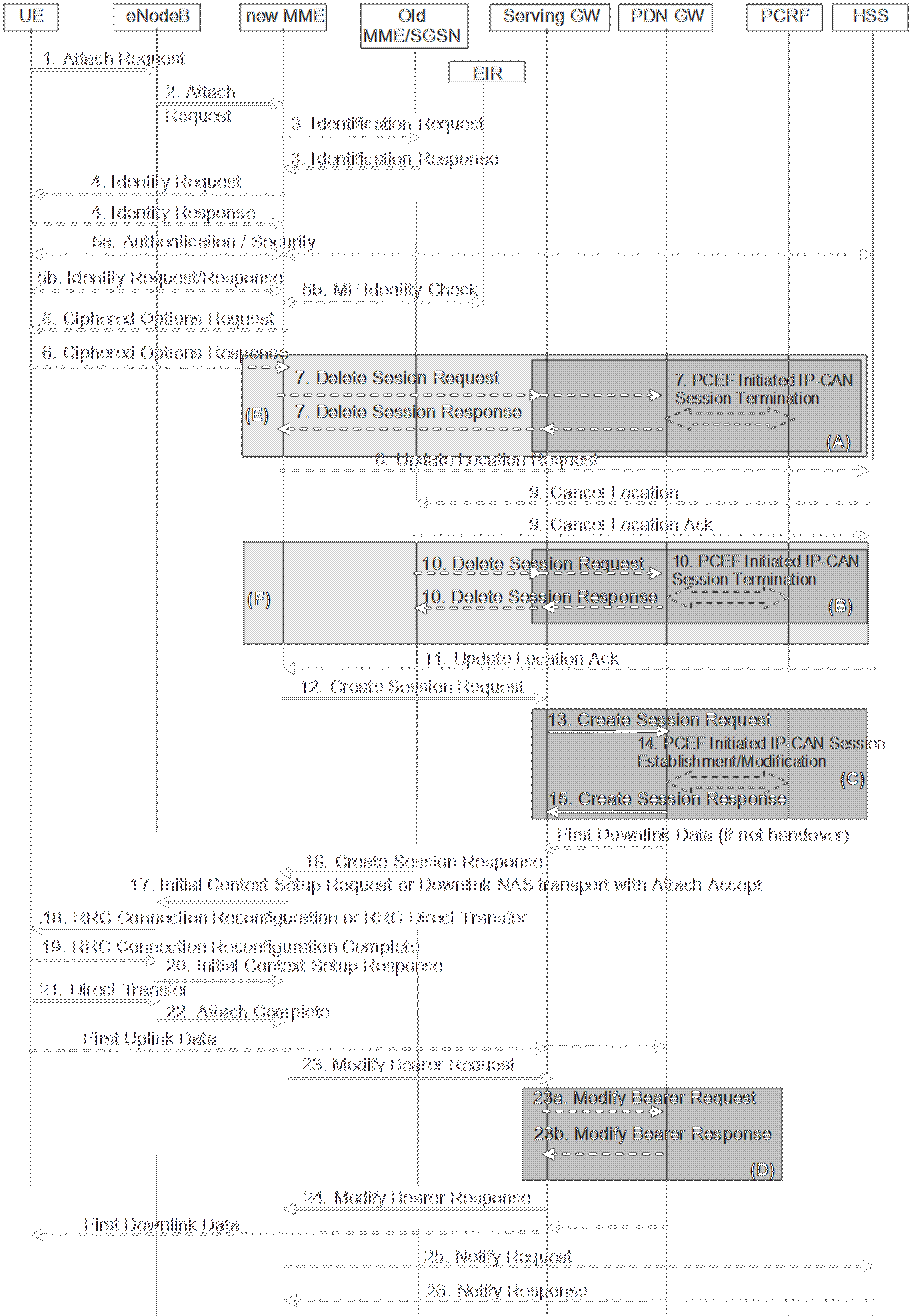 UE
eNodeB
new MME
Old
MME/SGSN
Serving GW
PDN GW
PCRF
HSS
EIR
1. Attach Request
2. Attach
Request
3. Identification Request
3. Identification Response
4. Identity Request
4. Identity Response
5a. Authentication / Security
5b. Identity Request/Response
5b. ME Identity Check
6. Ciphered Options Request
6. Ciphered Options Response
7. Delete Sesion Request
7. PCEF Initiated IP-CAN
Session Termination
7. Delete Session Response
(E)
(A)
8. Update Location Request
9. Cancel Location
9. Cancel Location Ack
10. Delete Session Request
10. PCEF Initiated IP-CAN
Session Termination
10. Delete Session Response
(F)
(B)
11. Update Location Ack
12. Create Session Request
13. Create Session Request
14. PCEF Initiated IP-CAN Session
Establishment/Modification
(C)
15. Create Session Response
First Downlink Data (if not handover)
16. Create Session Response
17. Initial Context Setup Request or Downlink NAS transport with Attach Accept
18. RRC Connection Reconfiguration or RRC Direct Transfer
19. RRC Connection Reconfiguration Complete
20. Initial Context Setup Response
21. Direct Transfer
22. Attach Complete
First Uplink Data
23. Modify Bearer Request
23a. Modify Bearer Request
23b. Modify Bearer Response
(D)
24. Modify Bearer Response
First Downlink Data
25. Notify Request
26. Notify Response